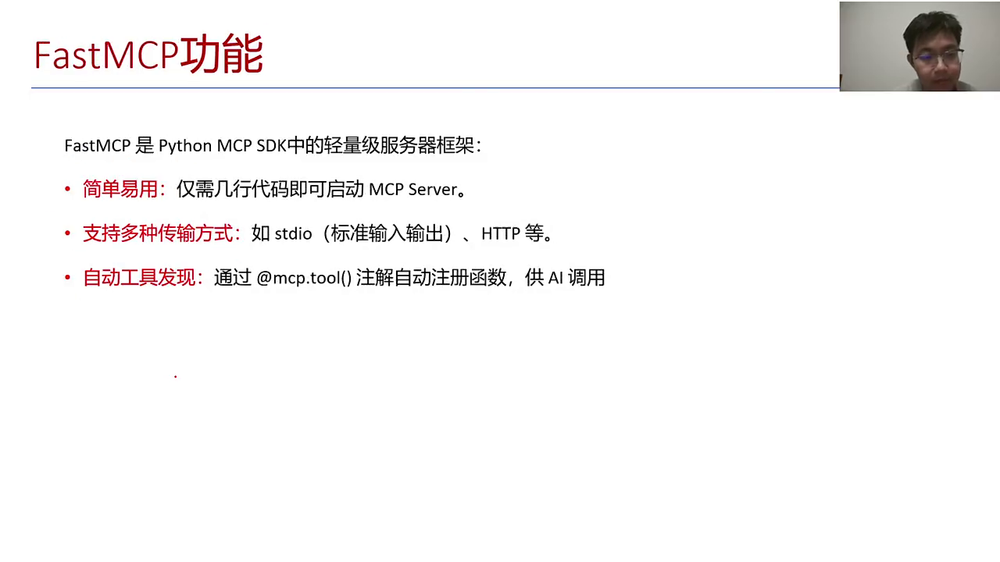 FastMCP功能
FastMCP 是 Python MCP SDK中的轻量级服务器框架：
• 简单易用：仅需几行代码即可启动 MCP Server。
• 支持多种传输方式：如 stdio（标准输入输出）、HTTP 等。
• 自动工具发现：通过 @mcp.tool() 注解自动注册函数，供 AI 调用